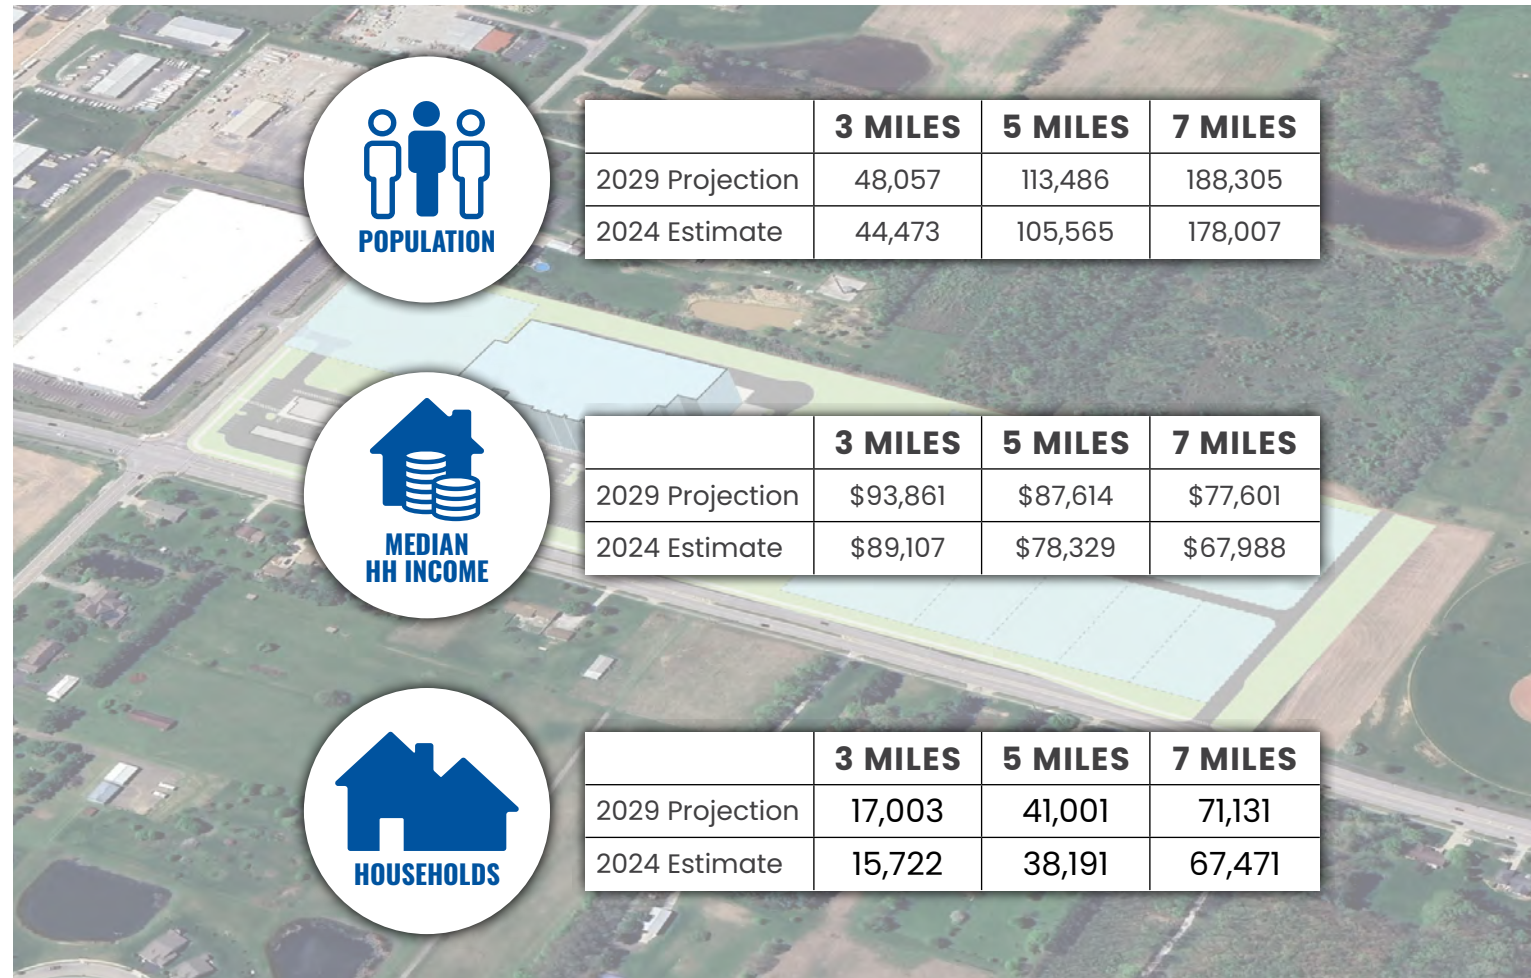 POPULATION
3 MILES 5 MILES 7 MILES
2029 Projection 48,057 113,486 188,305
2024 Estimate 44,473 105,565 178,007
MEDIAN
HH INCOME
3 MILES 5 MILES 7 MILES
2029 Projection $93,861 $87,614 $77,601
2024 Estimate $89,107 $78,329 $67,988
HOUSEHOLDS
3 MILES 5 MILES 7 MILES
2029 Projection 17,003 41,001 71,131
2024 Estimate 15,722 38,191 67,471